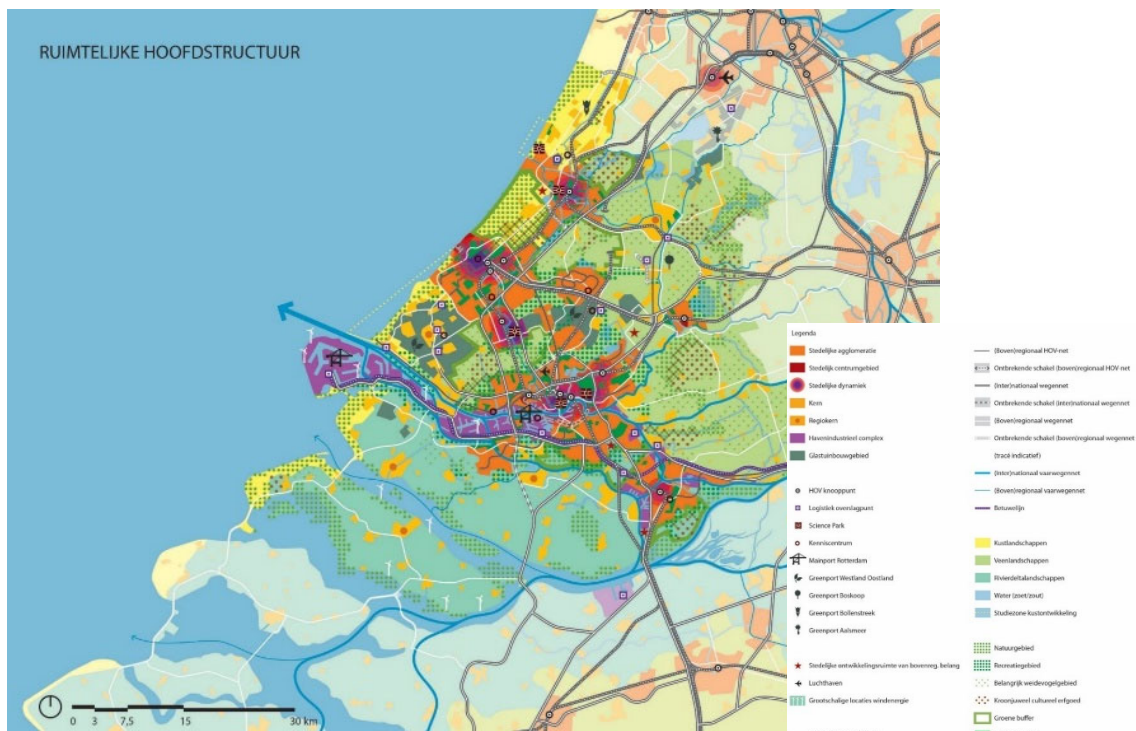 RUIMTELIJKE HOOFDSTRUCTUUR
0 3 7,5 15 30 km
Legenda
Stedelijke agglomeratie
Stedelijk centrumgebied
Stedelijke dynamiek
Kern
Regiokern
Havenindustrieel complex
Glastuinbouwgebied
HOV knooppunt
Logistiek overslagpunt
Science Park
Kenniscentrum
Mainport Rotterdam
Greenport Westland Oostland
Greenport Boskoop
Greenport Bollenstreek
Greenport Aalsmeer
Stedelijke ontwikkelingsruimte van bovenreg. belang
Luchthaven
Grootschalige locaties windenergie
(Boven)regionaal HOV-net
Ontbrekende schakel (boven)regionaal HOV-net
(Inter)nationaal wegennet
Ontbrekende schakel (inter)nationaal wegennet
(Boven)regionaal wegennet
Ontbrekende schakel (boven)regionaal wegennet
(tracé indicatief)
(Inter)nationaal vaarwegennet
(Boven)regionaal vaarwegennet
Betuwelijn
Kustlandschappen
Veenlandschappen
Rivierdeltalandschappen
Water (zoet/zout)
Studiezone kustontwikkeling
Natuurgebied
Recreatiegebied
Belangrijk weidevogelgebied
Kroonjuweel cultureel erfgoed
Groene buffer